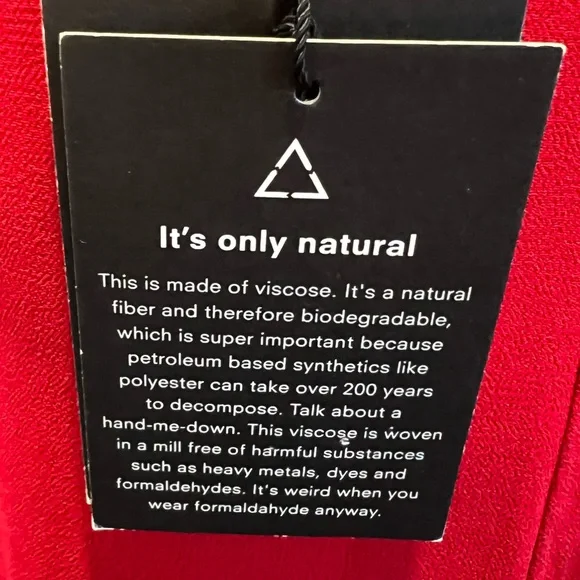 It's only natural
This is made of viscose. It's a natural
fiber and therefore biodegradable,
which is super important because
petroleum based synthetics like
polyester can take over 200 years
to decompose. Talk about a
hand-me-down. This viscose is woven
in a mill free of harmful substances
such as heavy metals, dyes and
formaldehydes. It's weird when you
wear formaldahyde anyway.